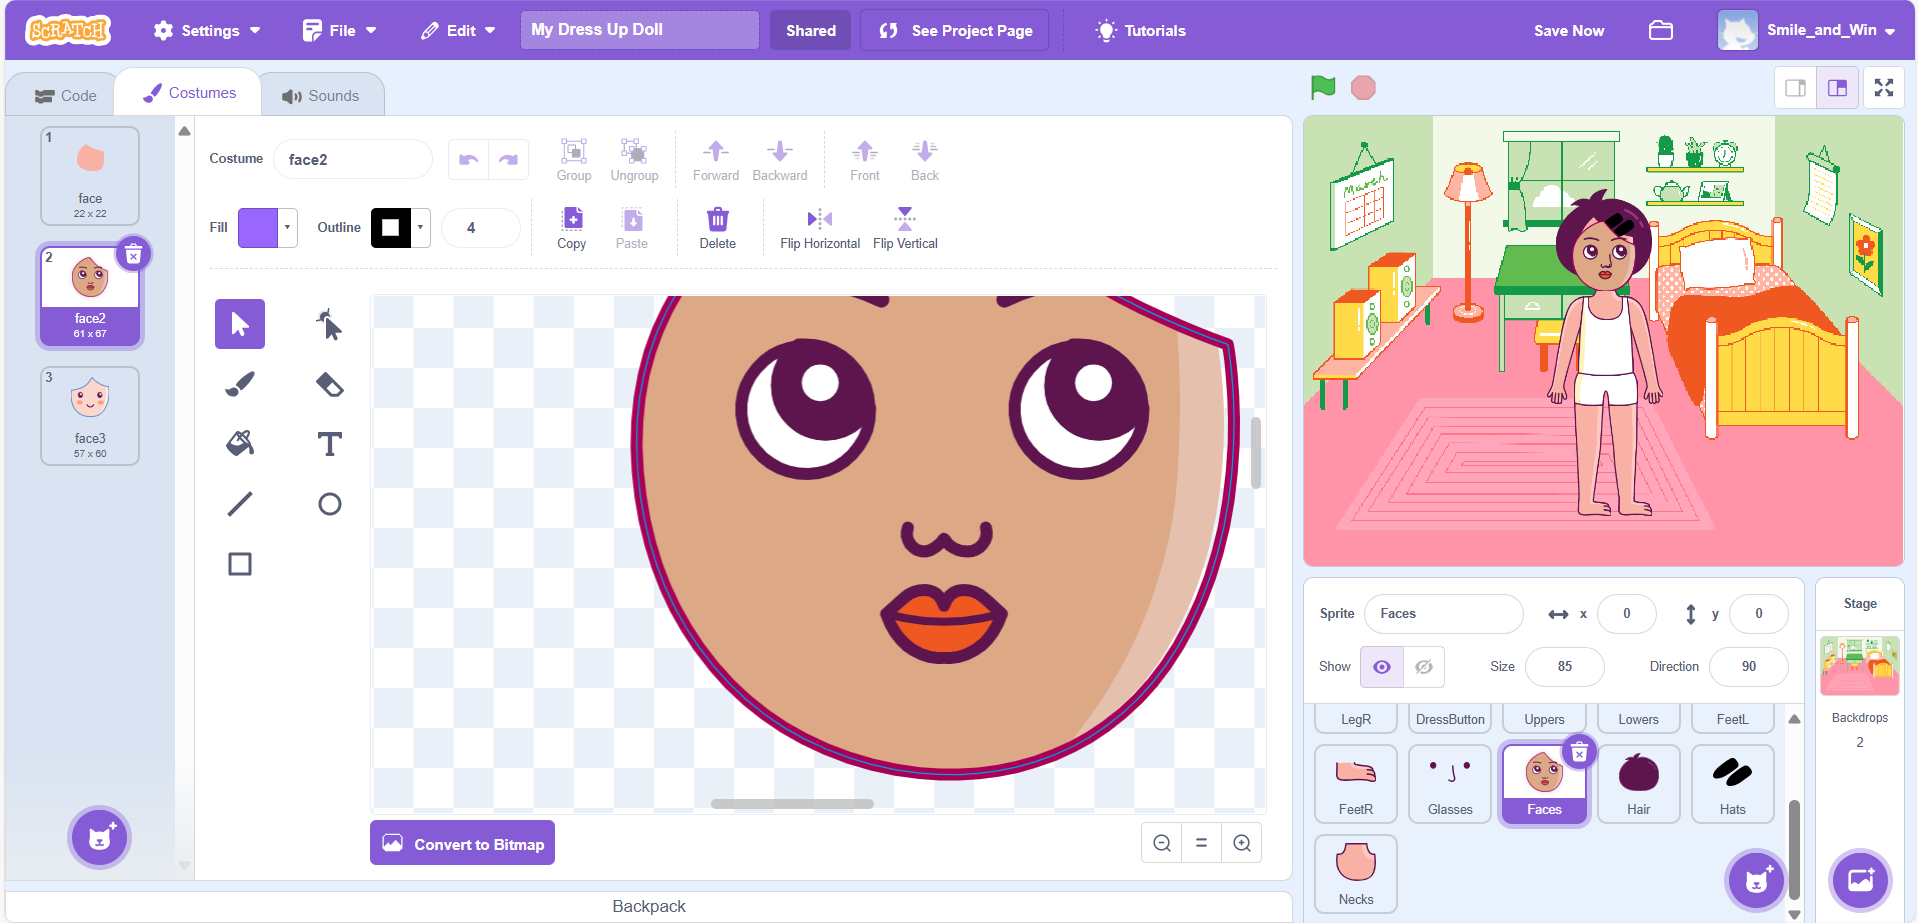 SCRATCH
Settings
File
Edit
My Dress Up Doll
Shared
See Project Page
Tutorials
Save Now
Smile_and_Win
Code
Costumes
Sounds
1
face
22 x 22
2
face2
61 x 67
3
face3
57 x 60
Costume
face2
Group
Ungroup
Forward
Backward
Front
Back
Fill
Outline
4
Copy
Paste
Delete
Flip Horizontal
Flip Vertical
T
Convert to Bitmap
Backpack
March
Sprite
Faces
x
0
y
0
Show
Size
85
Direction
90
LegR
DressButton
Uppers
Lowers
FeetL
FeetR
Glasses
Faces
Hair
Hats
Necks
Stage
Backdrops
2